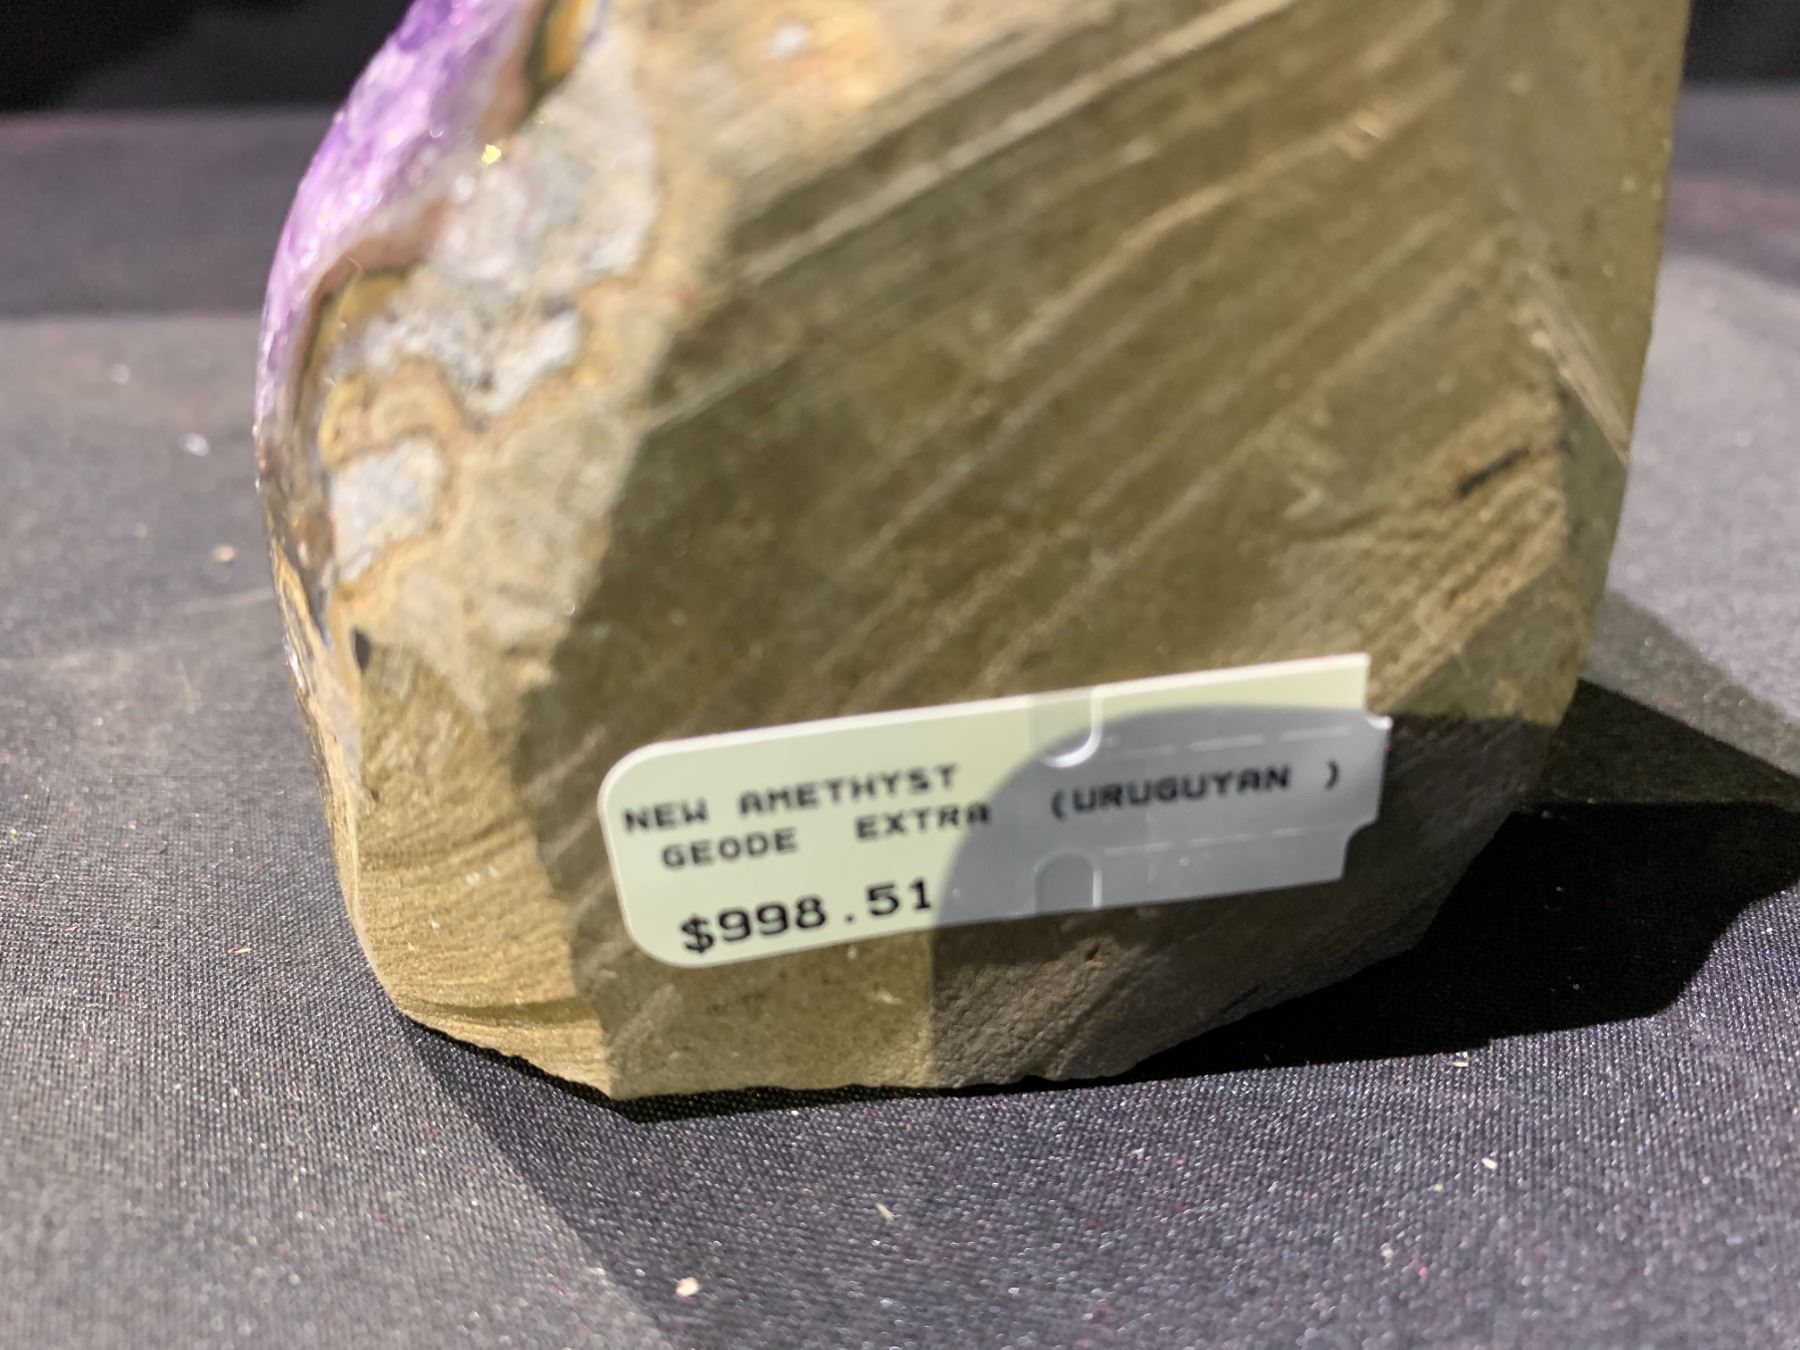 NEW AMETHYST
GEODE EXTRA (URUGUYAN )
$998.51